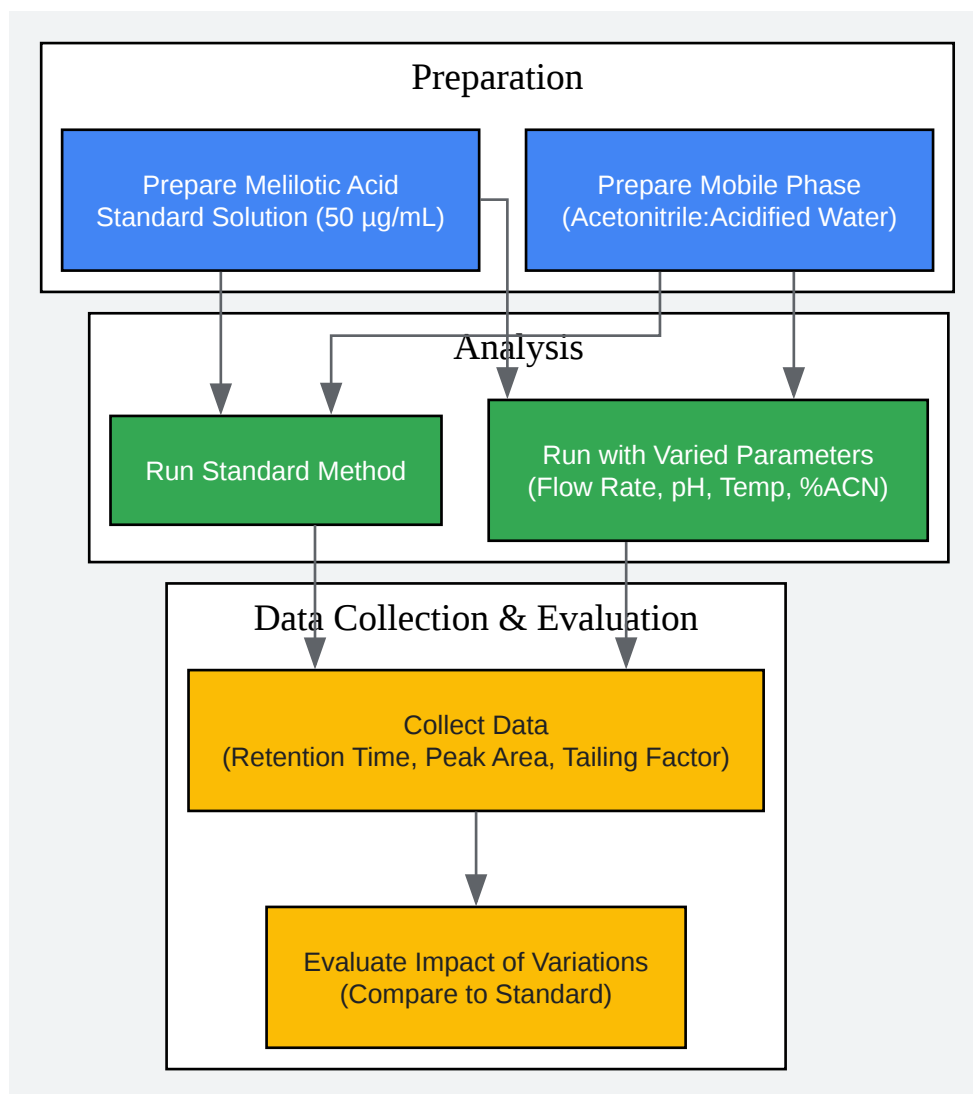 Preparation
Prepare Melilotic Acid
Standard Solution (50 µg/mL)
Prepare Mobile Phase
(Acetonitrile:Acidified Water)
Analysis
Run Standard Method
Run with Varied Parameters
(Flow Rate, pH, Temp, %ACN)
Data Collection & Evaluation
Collect Data
(Retention Time, Peak Area, Tailing Factor)
Evaluate Impact of Variations
(Compare to Standard)